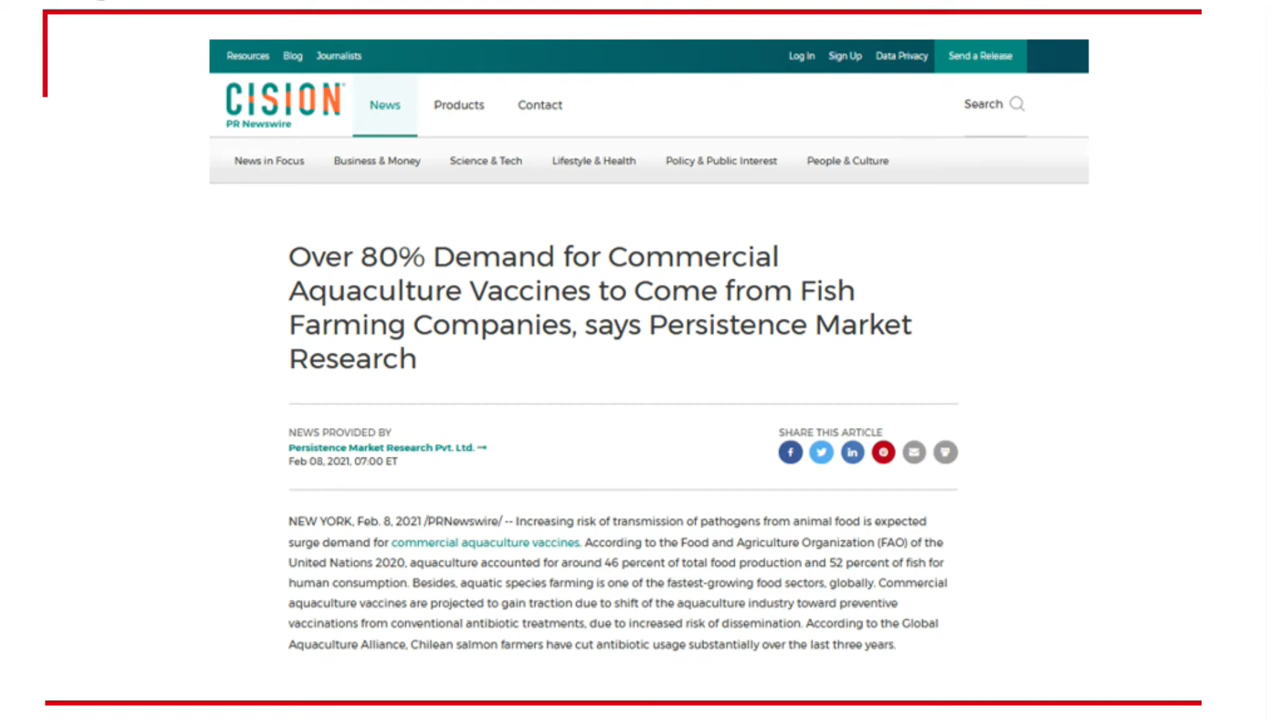 Resources Blog Journalists Log In Sign Up Data Privacy Send a Release
CISION
PR Newswire
News Products Contact Search
News in Focus Business & Money Science & Tech Lifestyle & Health Policy & Public Interest People & Culture
Over 80% Demand for Commercial
Aquaculture Vaccines to Come from Fish
Farming Companies, says Persistence Market
Research
NEWS PROVIDED BY
Persistence Market Research Pvt. Ltd. →
Feb 08, 2021, 07:00 ET
SHARE THIS ARTICLE
NEW YORK, Feb. 8, 2021 /PRNewswire/ -- Increasing risk of transmission of pathogens from animal food is expected
surge demand for commercial aquaculture vaccines. According to the Food and Agriculture Organization (FAO) of the
United Nations 2020, aquaculture accounted for around 46 percent of total food production and 52 percent of fish for
human consumption. Besides, aquatic species farming is one of the fastest-growing food sectors, globally. Commercial
aquaculture vaccines are projected to gain traction due to shift of the aquaculture industry toward preventive
vaccinations from conventional antibiotic treatments, due to increased risk of dissemination. According to the Global
Aquaculture Alliance, Chilean salmon farmers have cut antibiotic usage substantially over the last three years.